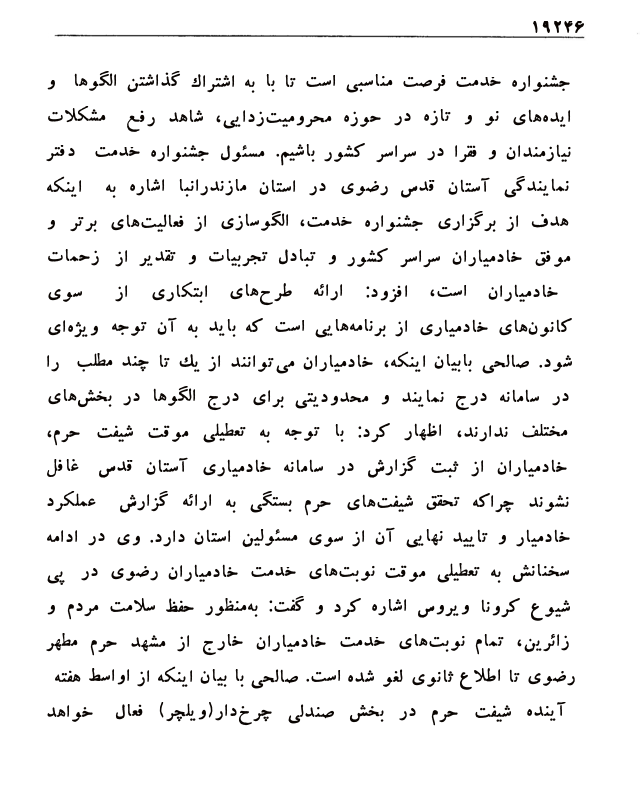 ۱۹۲۴۶
جشنواره خدمت فرصت مناسبی است تا با به اشتراك گذاشتن الگوها و
ایده‌های نو و تازه در حوزه محرومیت‌زدایی، شاهد رفع مشکلات
نیازمندان و فقرا در سراسر کشور باشیم. مسئول جشنواره خدمت دفتر
نمایندگی آستان قدس رضوی در استان مازندرانبا اشاره به اینکه
هدف از برگزاری جشنواره خدمت، الگوسازی از فعالیت‌های برتر و
موفق خادمیاران سراسر کشور و تبادل تجربیات و تقدیر از زحمات
خادمیاران است، افزود: ارائه طرح‌های ابتکاری از سوی
کانون‌های خادمیاری از برنامه‌هایی است که باید به آن توجه ویژه‌ای
شود. صالحی بابیان اینکه، خادمیاران می‌توانند از یك تا چند مطلب را
در سامانه درج نمایند و محدودیتی برای درج الگوها در بخش‌های
مختلف ندارند، اظهار کرد: با توجه به تعطیلی موقت شیفت حرم،
خادمیاران از ثبت گزارش در سامانه خادمیاری آستان قدس غافل
نشوند چراکه تحقق شیفت‌های حرم بستگی به ارائه گزارش عملکرد
خادمیار و تایید نهایی آن از سوی مسئولین استان دارد. وی در ادامه
سخنانش به تعطیلی موقت نوبت‌های خدمت خادمیاران رضوی در پی
شیوع کرونا ویروس اشاره کرد و گفت: به‌منظور حفظ سلامت مردم و
زائرین، تمام نوبت‌های خدمت خادمیاران خارج از مشهد حرم مطهر
رضوی تا اطلاع ثانوی لغو شده است. صالحی با بیان اینکه از اواسط هفته
آینده شیفت حرم در بخش صندلی چرخ‌دار(ویلچر) فعال خواهد